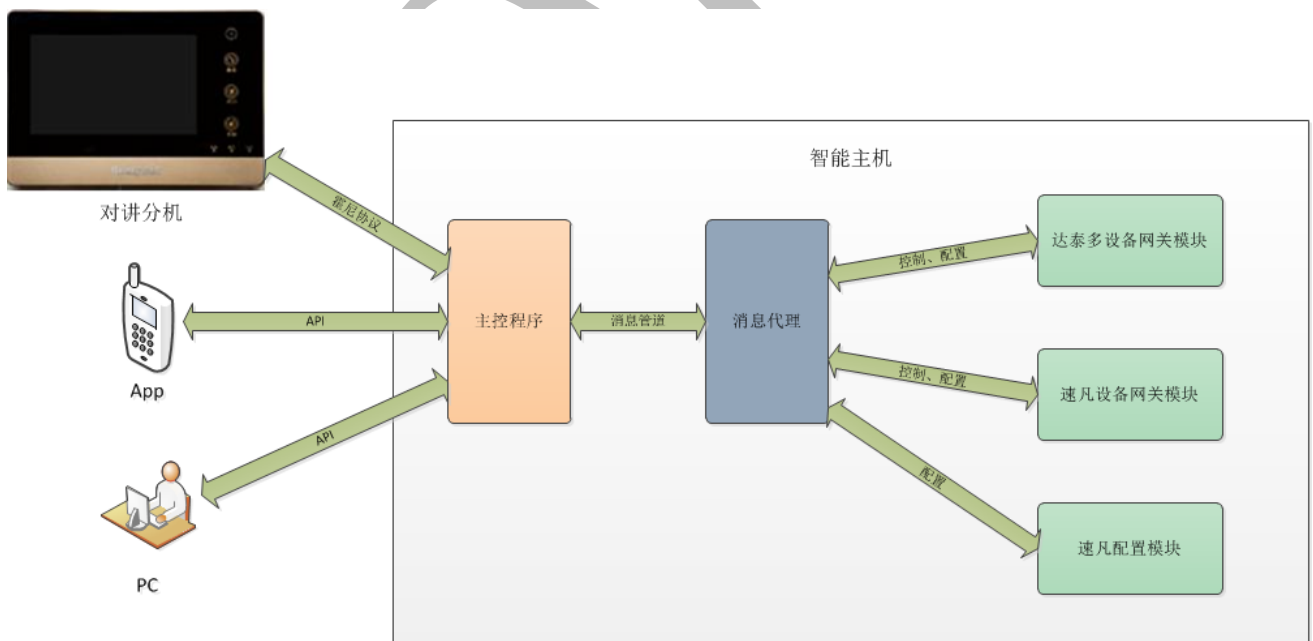 智能主机
对讲分机
霍尼协议
App
API
PC
API
主控程序
消息管道
消息代理
控制、配置
达泰多设备网关模块
控制、配置
速凡设备网关模块
配置
速凡配置模块